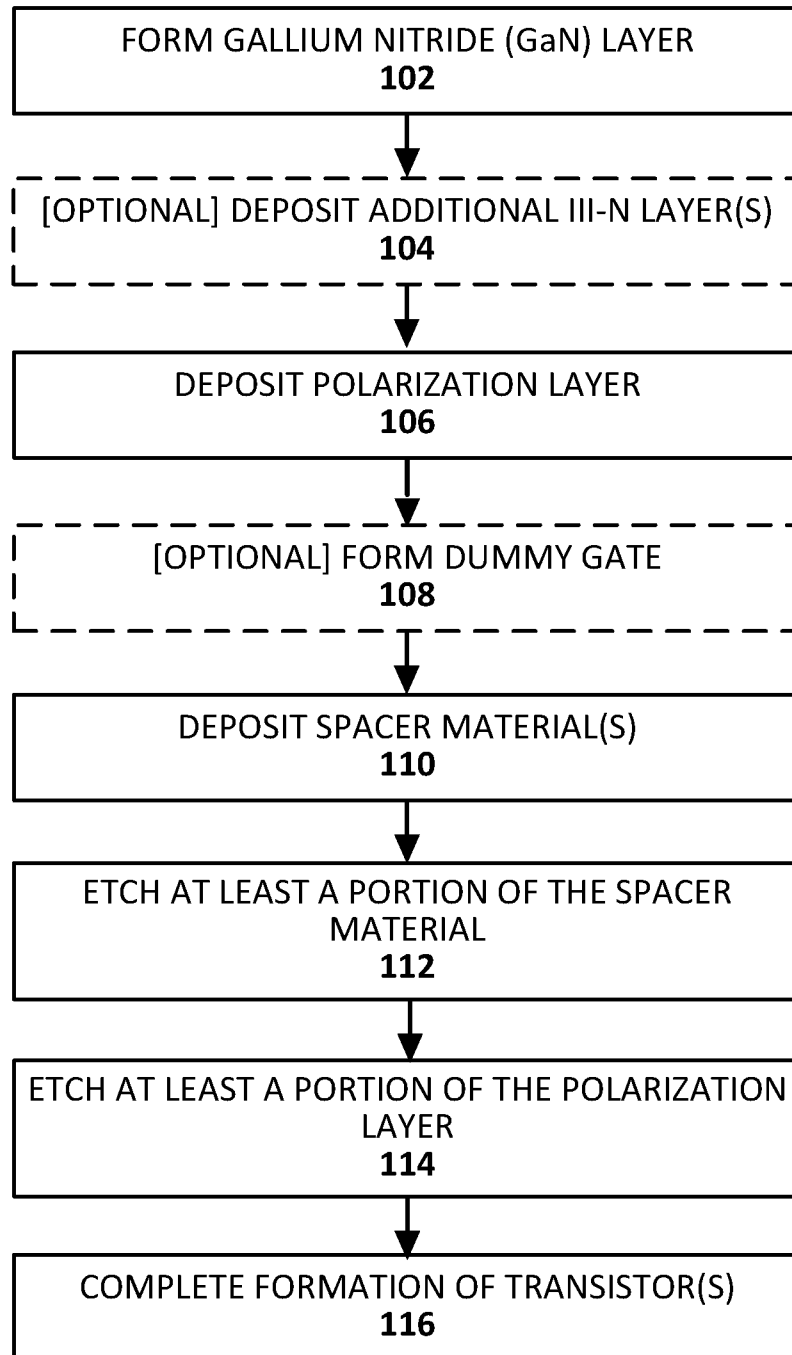 FORM GALLIUM NITRIDE (GaN) LAYER
102
[OPTIONAL] DEPOSIT ADDITIONAL III-N LAYER(S)
104
DEPOSIT POLARIZATION LAYER
106
[OPTIONAL] FORM DUMMY GATE
108
DEPOSIT SPACER MATERIAL(S)
110
ETCH AT LEAST A PORTION OF THE SPACER
MATERIAL
112
ETCH AT LEAST A PORTION OF THE POLARIZATION
LAYER
114
COMPLETE FORMATION OF TRANSISTOR(S)
116